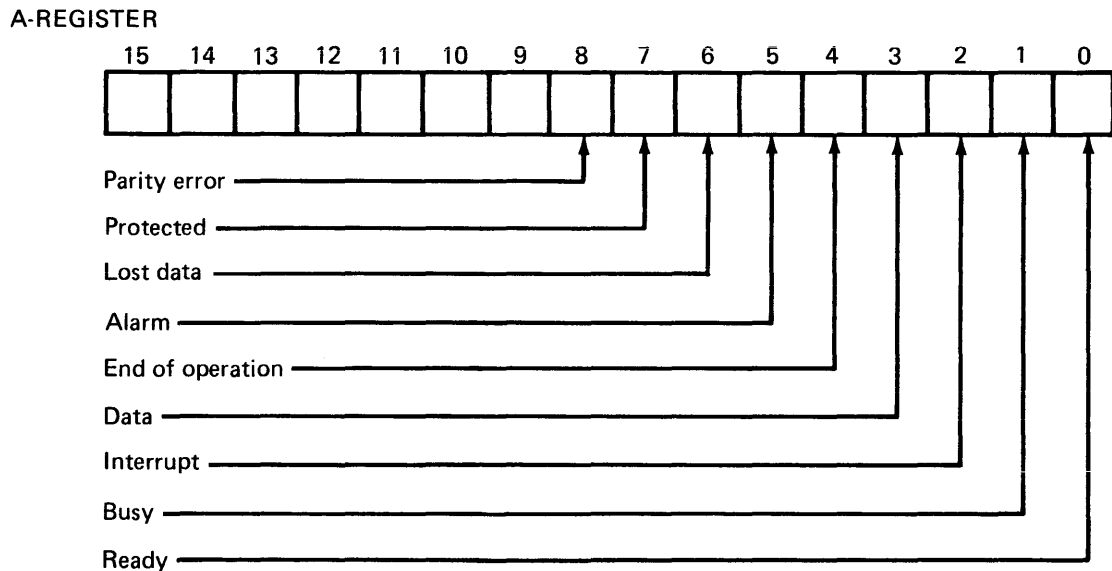 A-REGISTER
15 14 13 12 11 10 9 8 7 6 5 4 3 2 1 0
Parity error
Protected
Lost data
Alarm
End of operation
Data
Interrupt
Busy
Ready